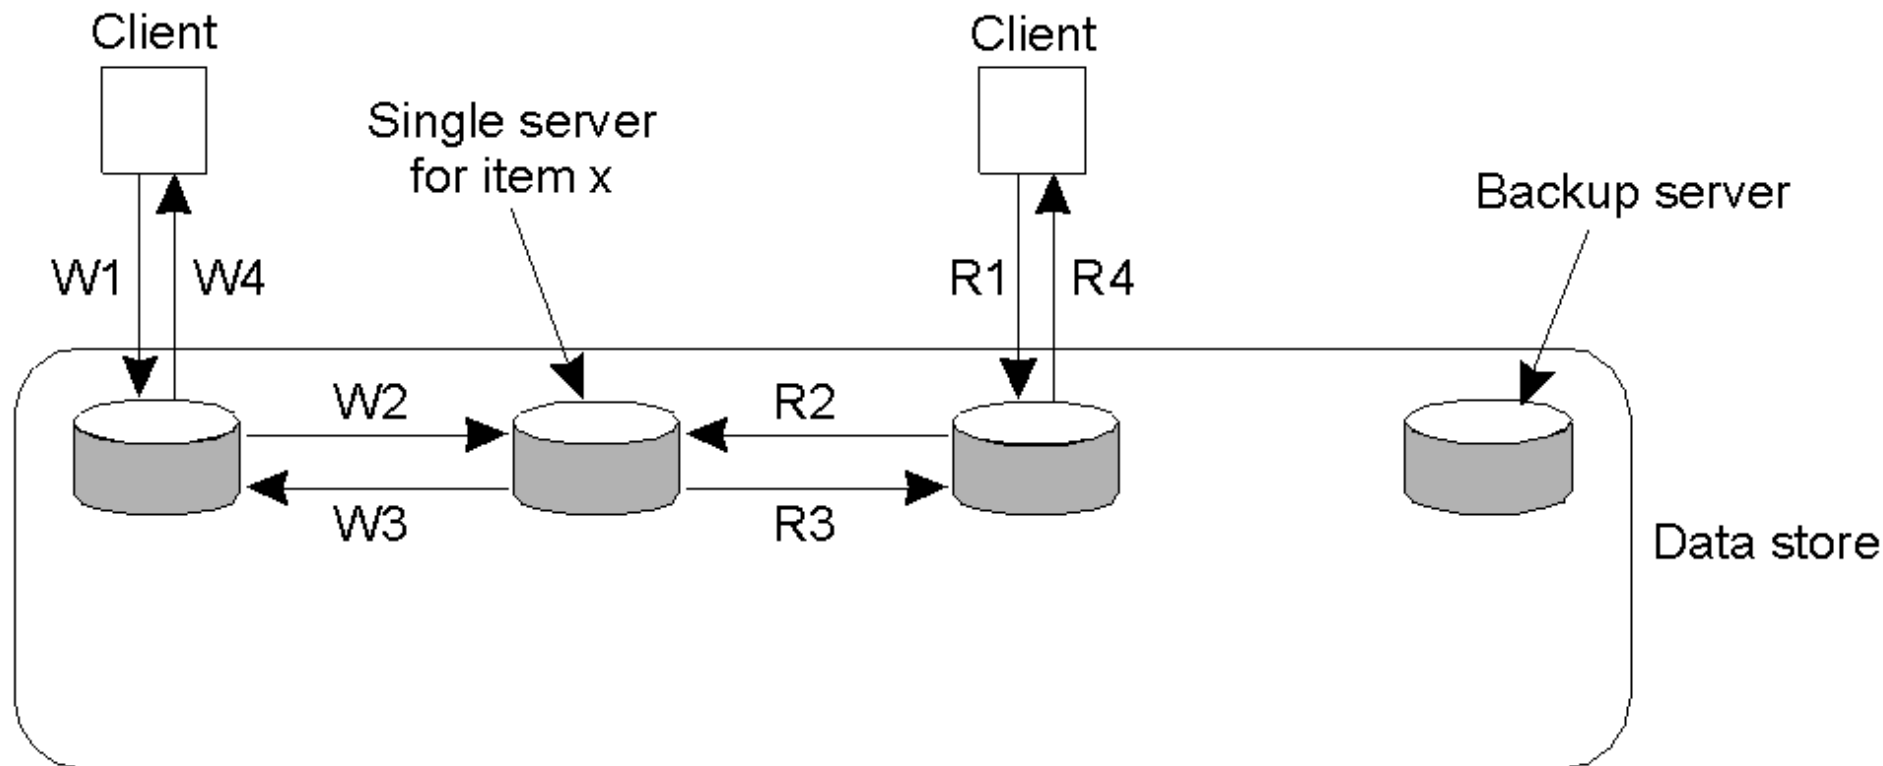 Client
Client
Single server
for item x
Backup server
W1
W4
R1
R4
W2
R2
W3
R3
Data store